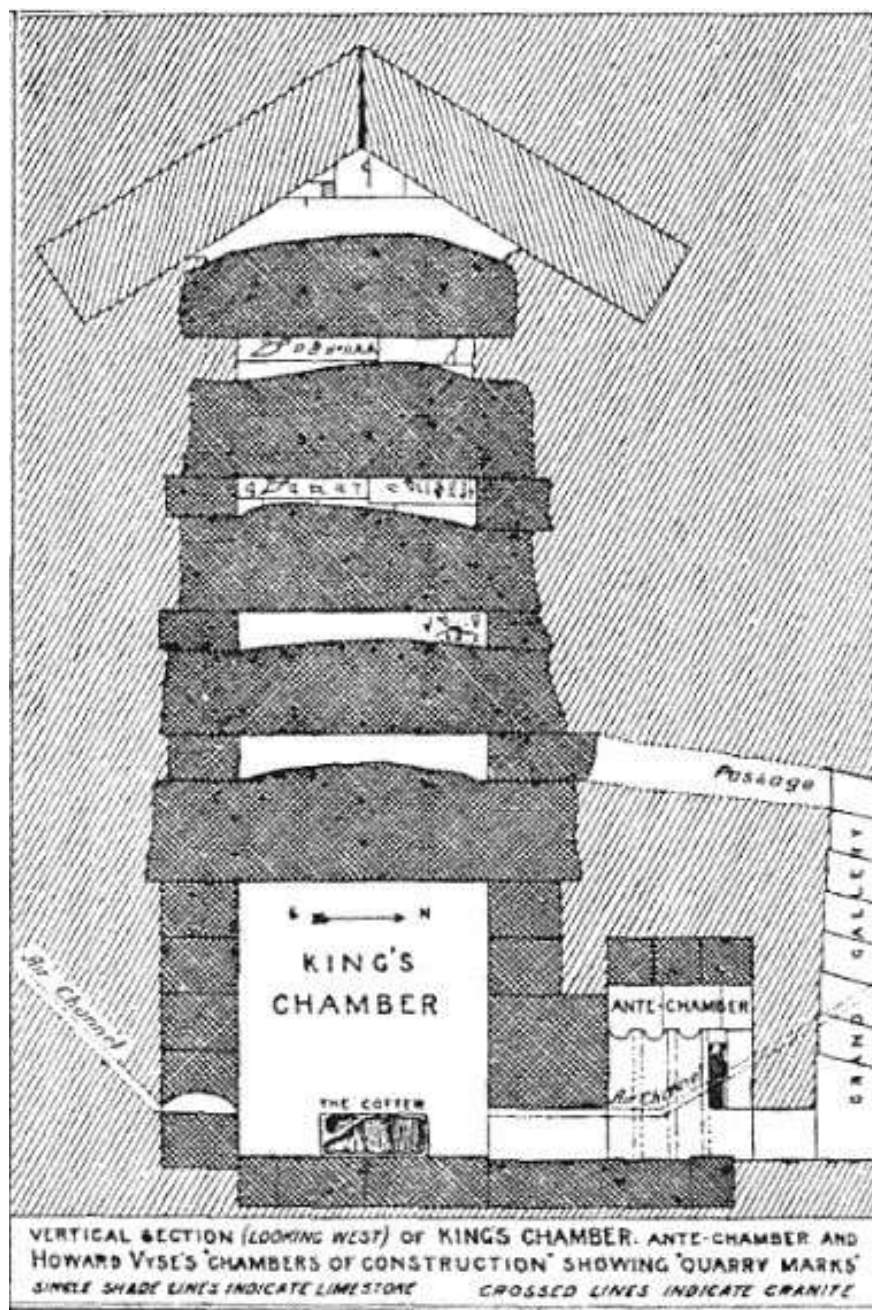 Passage
GRAND GALLERY
S N
KING'S
CHAMBER
Air Channel
ANTE-CHAMBER
Air Channel
THE COFFER
VERTICAL SECTION (LOOKING WEST) OF KING'S CHAMBER. ANTE-CHAMBER AND
HOWARD VYSE'S "CHAMBERS OF CONSTRUCTION" SHOWING "QUARRY MARKS"
SINGLE SHADE LINES INDICATE LIMESTONE CROSSED LINES INDICATE GRANITE